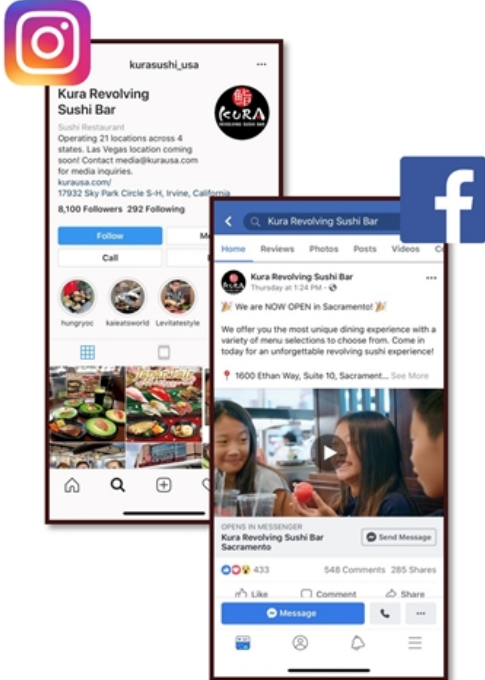 kurasushi_usa
Kura Revolving
Sushi Bar
鮨
KURA
REVOLVING SUSHI BAR
Sushi Restaurant
Operating 21 locations across 4
states. Las Vegas location coming
soon! Contact media@kurausa.com
for media inquiries.
kurausa.com/
17932 Sky Park Circle S-H, Irvine, California
8,100 Followers 292 Following
Follow
Call
hungryoc kaieatsworld Levitatestyle
f
Kura Revolving Sushi Bar
Home Reviews Photos Posts Videos
Kura Revolving Sushi Bar
Thursday at 1:24 PM ·
We are NOW OPEN in Sacramento!
We offer you the most unique dining experience with a
variety of menu selections to choose from. Come in
today for an unforgettable revolving sushi experience!
1600 Ethan Way, Suite 10, Sacrament... See More
OPENS IN MESSENGER
Kura Revolving Sushi Bar
Sacramento
Send Message
433 548 Comments 285 Shares
Like Comment Share
Message